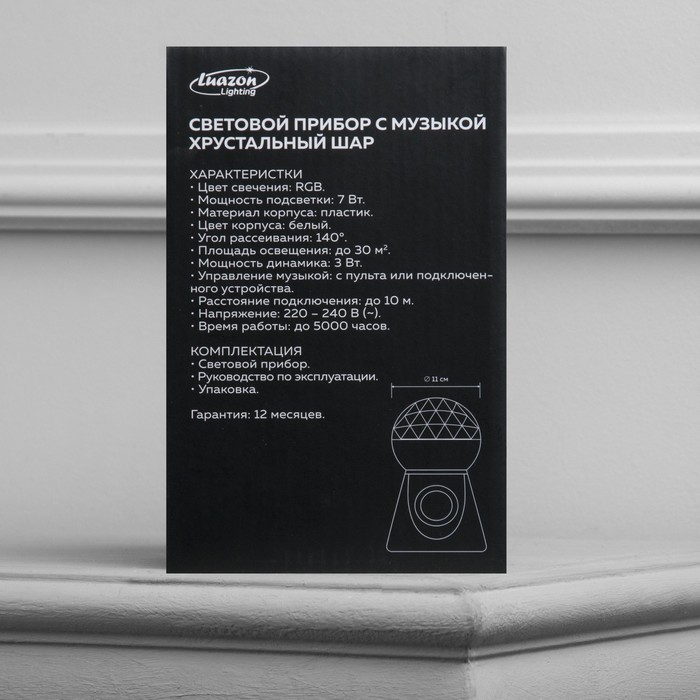 Luazon
Lighting
СВЕТОВОЙ ПРИБОР С МУЗЫКОЙ
ХРУСТАЛЬНЫЙ ШАР
ХАРАКТЕРИСТКИ
• Цвет свечения: RGB.
• Мощность подсветки: 7 Вт.
• Материал корпуса: пластик.
• Цвет корпуса: белый.
• Угол рассеивания: 140°.
• Площадь освещения: до 30 м².
• Мощность динамика: 3 Вт.
• Управление музыкой: с пульта или подключен-
ного устройства.
• Расстояние подключения: до 10 м.
• Напряжение: 220 – 240 В (~).
• Время работы: до 5000 часов.
КОМПЛЕКТАЦИЯ
• Световой прибор.
• Руководство по эксплуатации.
• Упаковка.
Гарантия: 12 месяцев.
∅ 11 см